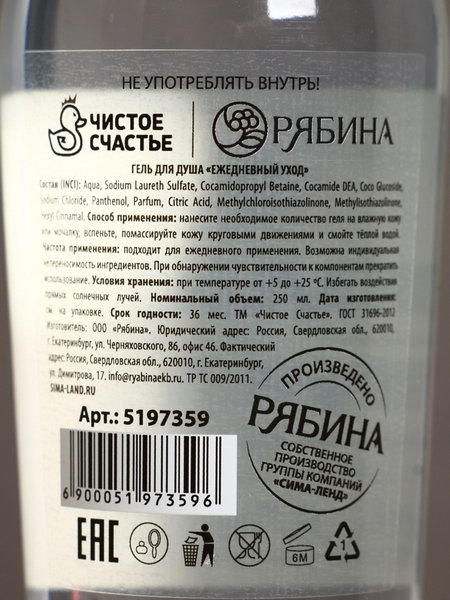 НЕ УПОТРЕБЛЯТЬ ВНУТРЬ!
ЧИСТОЕ
СЧАСТЬЕ
РЯБИНА
ГЕЛЬ ДЛЯ ДУША «ЕЖЕДНЕВНЫЙ УХОД»
Состав (INCI): Aqua, Sodium Laureth Sulfate, Cocamidopropyl Betaine, Cocamide DEA, Coco Glucoside,
Sodium Chloride, Panthenol, Parfum, Citric Acid, Methylchloroisothiazolinone, Methylisothiazolinone,
Hexyl Cinnamal. Способ применения: нанесите необходимое количество геля на влажную кожу
или мочалку, вспеньте, помассируйте кожу круговыми движениями и смойте тёплой водой.
Частота применения: подходит для ежедневного применения. Возможна индивидуальная
непереносимость ингредиентов. При обнаружении чувствительности к компонентам прекратить
использование. Условия хранения: при температуре от +5 до +25 °C. Избегать воздействия
прямых солнечных лучей. Номинальный объем: 250 мл. Дата изготовления:
см. на упаковке. Срок годности: 36 мес. ТМ «Чистое Счастье». ГОСТ 31696-2012
Изготовитель: ООО «Рябина». Юридический адрес: Россия, Свердловская обл., 620010,
г. Екатеринбург, ул. Черняховского, 86, офис 46. Фактический
адрес: Россия, Свердловская обл., 620010, г. Екатеринбург,
ул. Димитрова, 17. info@ryabinaekb.ru. ТР ТС 009/2011.
SIMA-LAND.RU
Арт.: 5197359
ПРОИЗВЕДЕНО
РЯБИНА
СОБСТВЕННОЕ
ПРОИЗВОДСТВО
ГРУППЫ КОМПАНИЙ
«СИМА-ЛЕНД»
6 900051 973596
EAC
6M
1